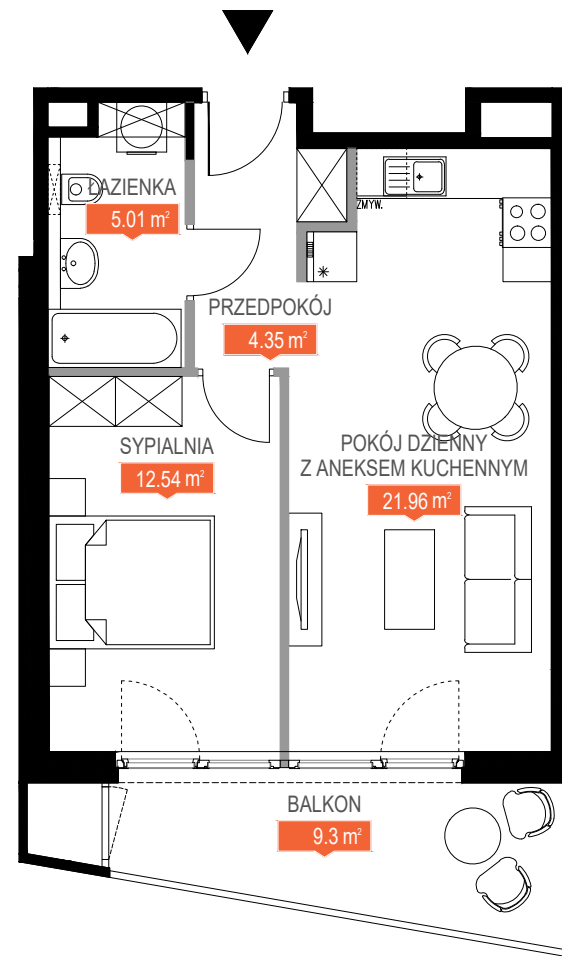 ŁAZIENKA
5.01 m²
ZMYW.
PRZEDPOKÓJ
4.35 m²
SYPIALNIA
12.54 m²
POKÓJ DZIENNY
Z ANEKSEM KUCHENNYM
21.96 m²
BALKON
9.3 m²